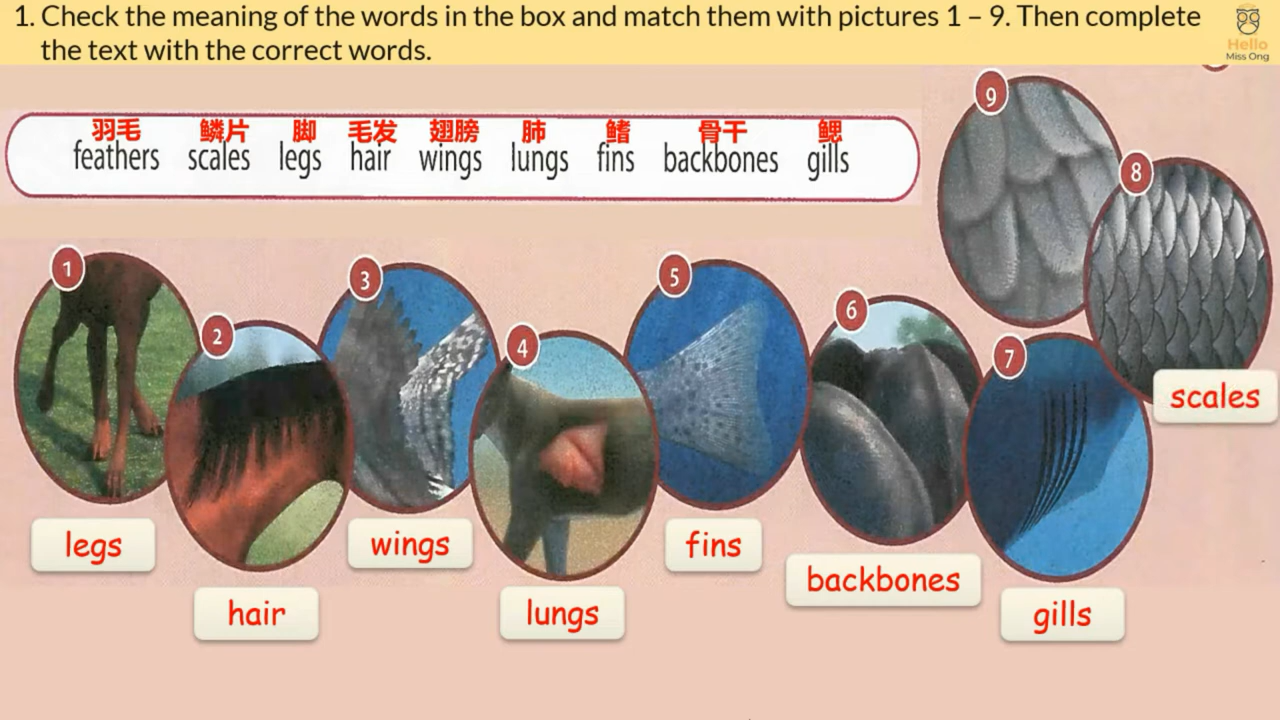 1. Check the meaning of the words in the box and match them with pictures 1 – 9. Then complete
the text with the correct words.
Hello
Miss Ong
羽毛 鳞片 脚 毛发 翅膀 肺 鳍 骨干 鳃
feathers scales legs hair wings lungs fins backbones gills
9
8
1
2
3
4
5
6
7
scales
legs
hair
wings
lungs
fins
backbones
gills